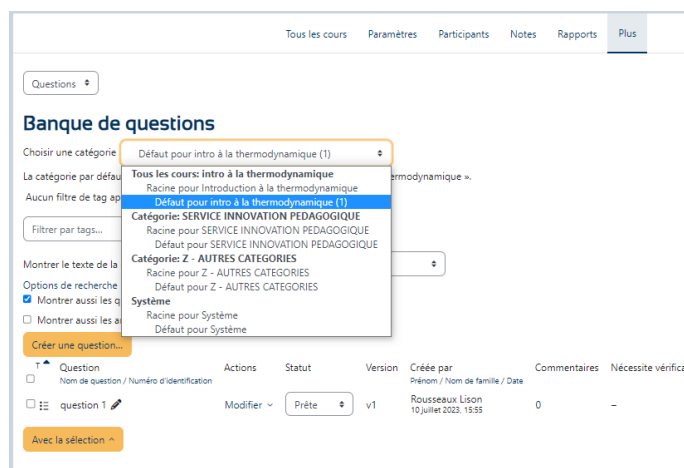 Tous les cours Paramètres Participants Notes Rapports Plus
Questions
Banque de questions
Choisir une catégorie Défaut pour intro à la thermodynamique (1)
La catégorie par défau ermodynamique ».
Aucun filtre de tag ap
Tous les cours: intro à la thermodynamique
Racine pour Introduction à la thermodynamique
Défaut pour intro à la thermodynamique (1)
Catégorie: SERVICE INNOVATION PEDAGOGIQUE
Racine pour SERVICE INNOVATION PEDAGOGIQUE
Défaut pour SERVICE INNOVATION PEDAGOGIQUE
Catégorie: Z - AUTRES CATEGORIES
Racine pour Z - AUTRES CATEGORIES
Défaut pour Z - AUTRES CATEGORIES
Système
Racine pour Système
Défaut pour Système
Filtrer par tags...
Montrer le texte de la
Options de recherche
Montrer aussi les q
Montrer aussi les a
Créer une question...
T Question Actions Statut Version Créée par Commentaires Nécessite vérifica
Nom de question / Numéro d'identification Prénom / Nom de famille / Date
question 1 Modifier Prête v1 Rousseaux Lison 0 –
10 juillet 2023, 15:55
Avec la sélection